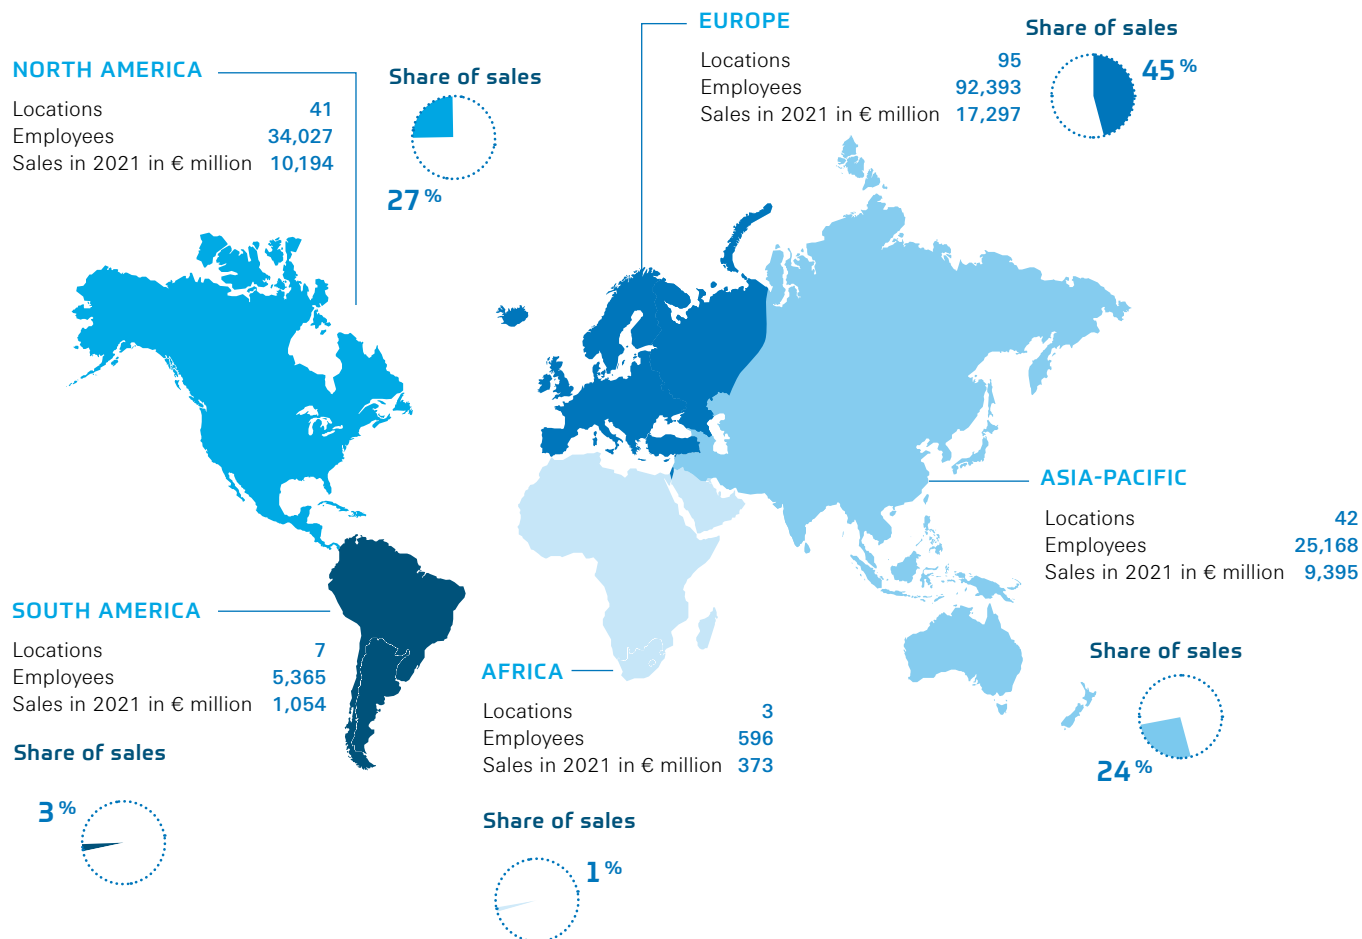 NORTH AMERICA
Locations 41
Employees 34,027
Sales in 2021 in € million 10,194
Share of sales
27 %
EUROPE
Locations 95
Employees 92,393
Sales in 2021 in € million 17,297
Share of sales
45 %
ASIA-PACIFIC
Locations 42
Employees 25,168
Sales in 2021 in € million 9,395
Share of sales
24 %
SOUTH AMERICA
Locations 7
Employees 5,365
Sales in 2021 in € million 1,054
Share of sales
3 %
AFRICA
Locations 3
Employees 596
Sales in 2021 in € million 373
Share of sales
1 %